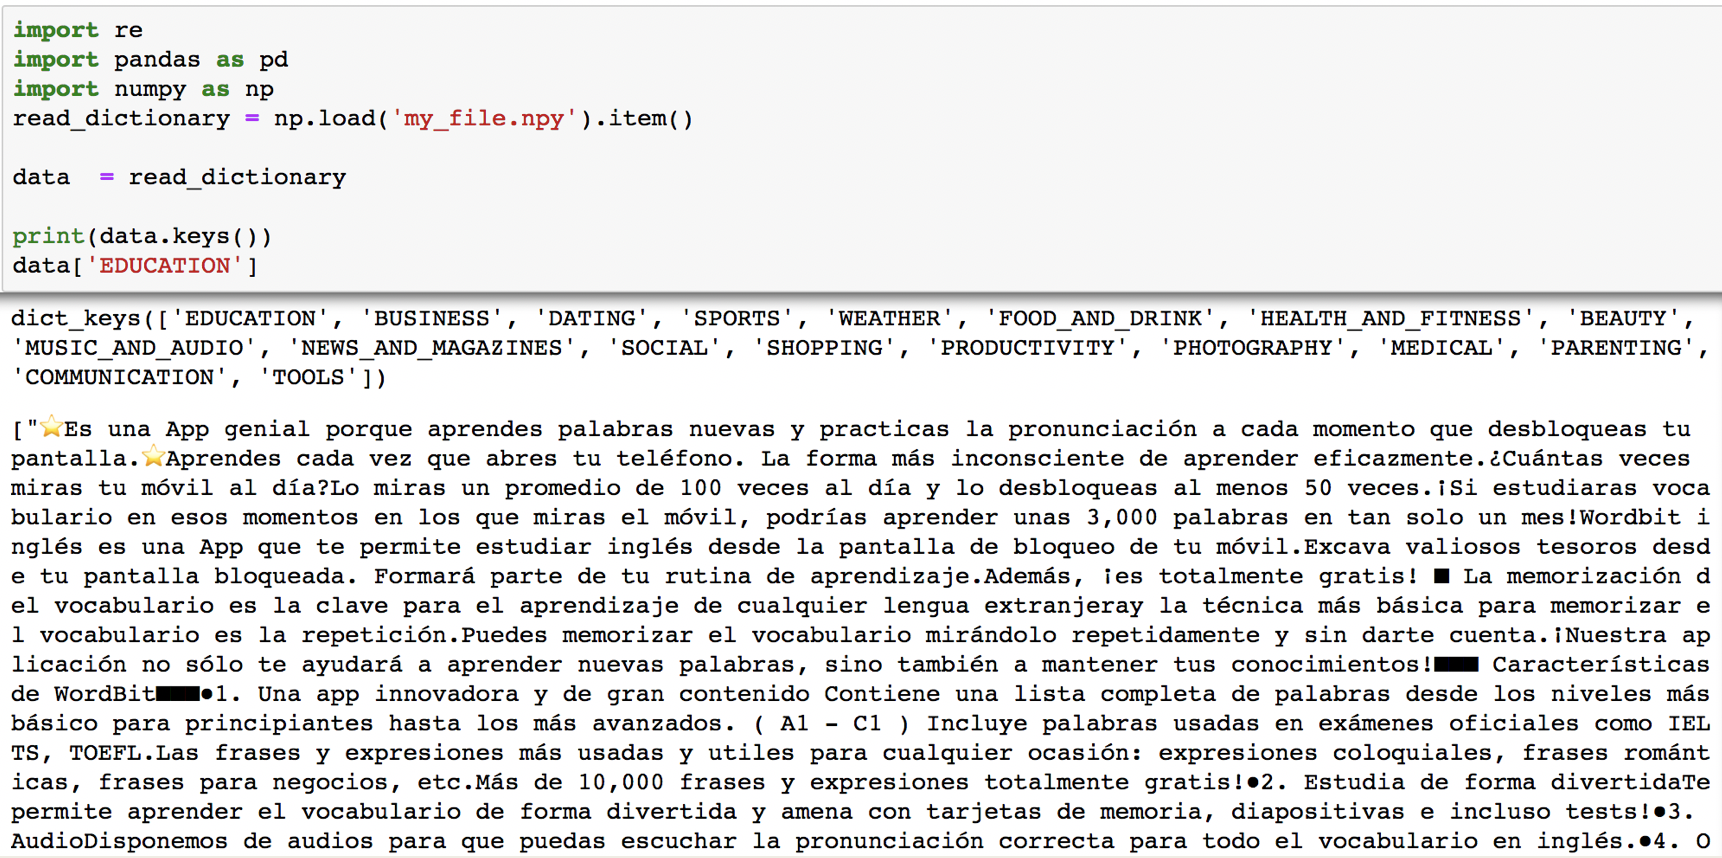 import re
import pandas as pd
import numpy as np
read_dictionary = np.load('my_file.npy').item()
data  = read_dictionary
print(data.keys())
data['EDUCATION']
dict_keys(['EDUCATION', 'BUSINESS', 'DATING', 'SPORTS', 'WEATHER', 'FOOD_AND_DRINK', 'HEALTH_AND_FITNESS', 'BEAUTY',
'MUSIC_AND_AUDIO', 'NEWS_AND_MAGAZINES', 'SOCIAL', 'SHOPPING', 'PRODUCTIVITY', 'PHOTOGRAPHY', 'MEDICAL', 'PARENTING',
'COMMUNICATION', 'TOOLS'])
["⭐Es una App genial porque aprendes palabras nuevas y practicas la pronunciación a cada momento que desbloqueas tu
pantalla.⭐Aprendes cada vez que abres tu teléfono. La forma más inconsciente de aprender eficazmente.¿Cuántas veces
miras tu móvil al día?Lo miras un promedio de 100 veces al día y lo desbloqueas al menos 50 veces.¡Si estudiaras voca
bulario en esos momentos en los que miras el móvil, podrías aprender unas 3,000 palabras en tan solo un mes!Wordbit i
nglés es una App que te permite estudiar inglés desde la pantalla de bloqueo de tu móvil.Excava valiosos tesoros desd
e tu pantalla bloqueada. Formará parte de tu rutina de aprendizaje.Además, ¡es totalmente gratis! ■ La memorización d
el vocabulario es la clave para el aprendizaje de cualquier lengua extranjeray la técnica más básica para memorizar e
l vocabulario es la repetición.Puedes memorizar el vocabulario mirándolo repetidamente y sin darte cuenta.¡Nuestra ap
licación no sólo te ayudará a aprender nuevas palabras, sino también a mantener tus conocimientos!■■■ Características
de WordBit■■■●1. Una app innovadora y de gran contenido Contiene una lista completa de palabras desde los niveles más
básico para principiantes hasta los más avanzados. ( A1 - C1 ) Incluye palabras usadas en exámenes oficiales como IEL
TS, TOEFL.Las frases y expresiones más usadas y utiles para cualquier ocasión: expresiones coloquiales, frases románt
icas, frases para negocios, etc.Más de 10,000 frases y expresiones totalmente gratis!●2. Estudia de forma divertidaTe
permite aprender el vocabulario de forma divertida y amena con tarjetas de memoria, diapositivas e incluso tests!●3.
AudioDisponemos de audios para que puedas escuchar la pronunciación correcta para todo el vocabulario en inglés.●4. O